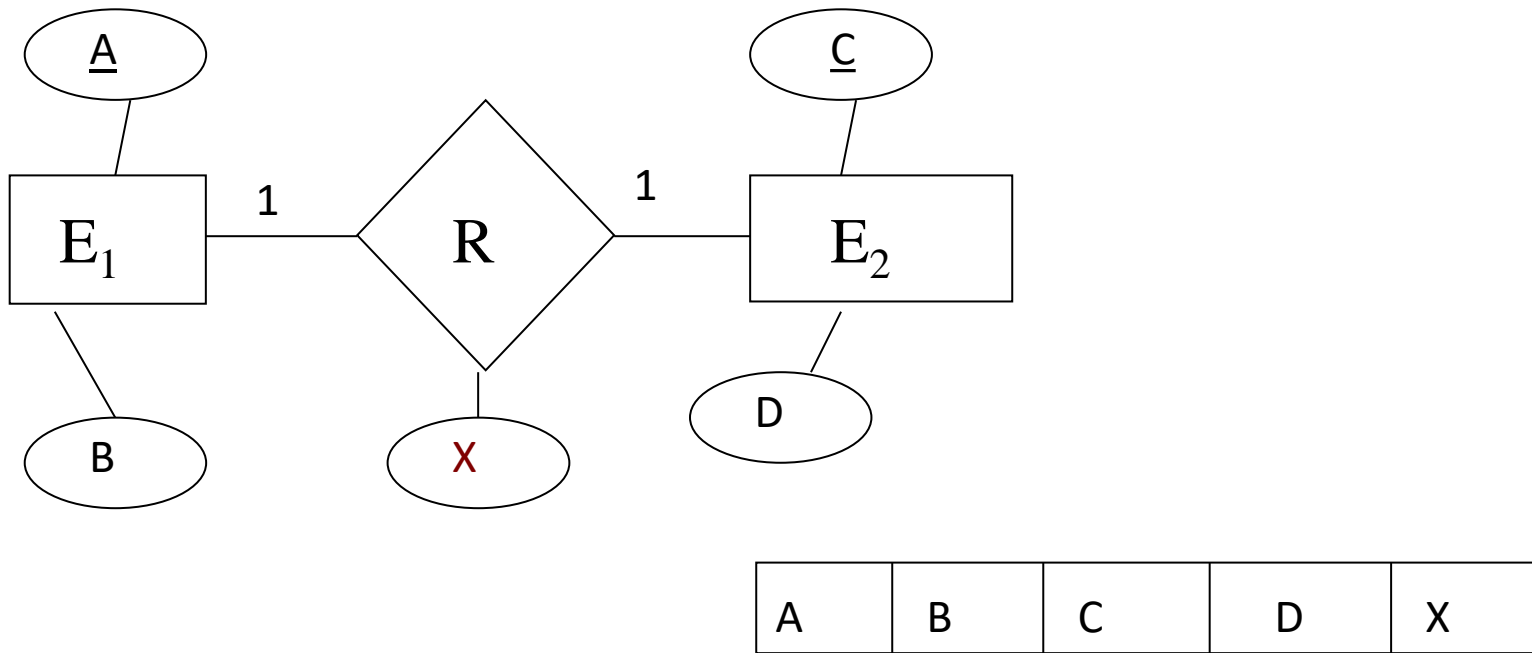 A C
1 1
E₁ R E₂
B X D
A B C D X